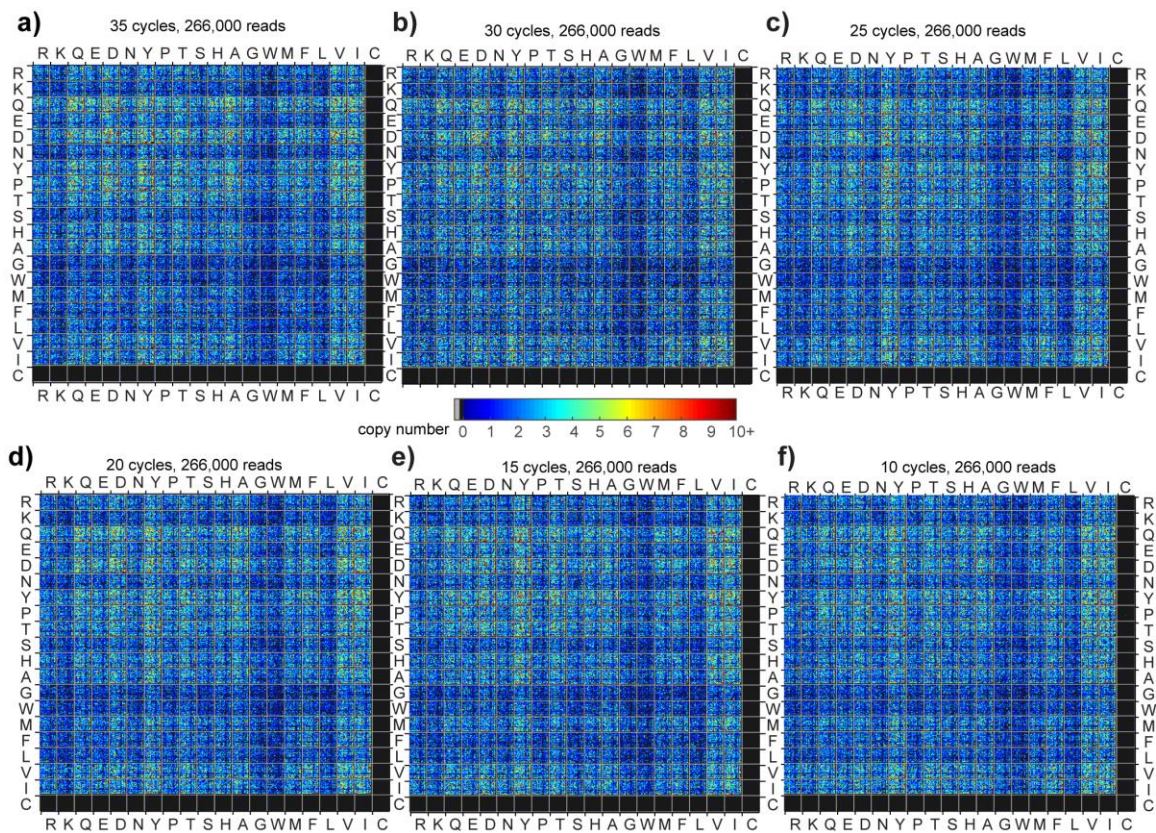 a) 35 cycles, 266,000 reads
R K Q E D N Y P T S H A G W M F L V I C
R
K
Q
E
D
N
Y
P
T
S
H
A
G
W
M
F
L
V
I
C
R K Q E D N Y P T S H A G W M F L V I C
b) 30 cycles, 266,000 reads
R K Q E D N Y P T S H A G W M F L V I C
R
K
Q
E
D
N
Y
P
T
S
H
A
G
W
M
F
L
V
I
C
R K Q E D N Y P T S H A G W M F L V I C
c) 25 cycles, 266,000 reads
R K Q E D N Y P T S H A G W M F L V I C
R
K
Q
E
D
N
Y
P
T
S
H
A
G
W
M
F
L
V
I
C
R K Q E D N Y P T S H A G W M F L V I C
copy number 0 1 2 3 4 5 6 7 8 9 10+
d) 20 cycles, 266,000 reads
R K Q E D N Y P T S H A G W M F L V I C
R
K
Q
E
D
N
Y
P
T
S
H
A
G
W
M
F
L
V
I
C
R K Q E D N Y P T S H A G W M F L V I C
e) 15 cycles, 266,000 reads
R K Q E D N Y P T S H A G W M F L V I C
R
K
Q
E
D
N
Y
P
T
S
H
A
G
W
M
F
L
V
I
C
R K Q E D N Y P T S H A G W M F L V I C
f) 10 cycles, 266,000 reads
R K Q E D N Y P T S H A G W M F L V I C
R
K
Q
E
D
N
Y
P
T
S
H
A
G
W
M
F
L
V
I
C
R K Q E D N Y P T S H A G W M F L V I C